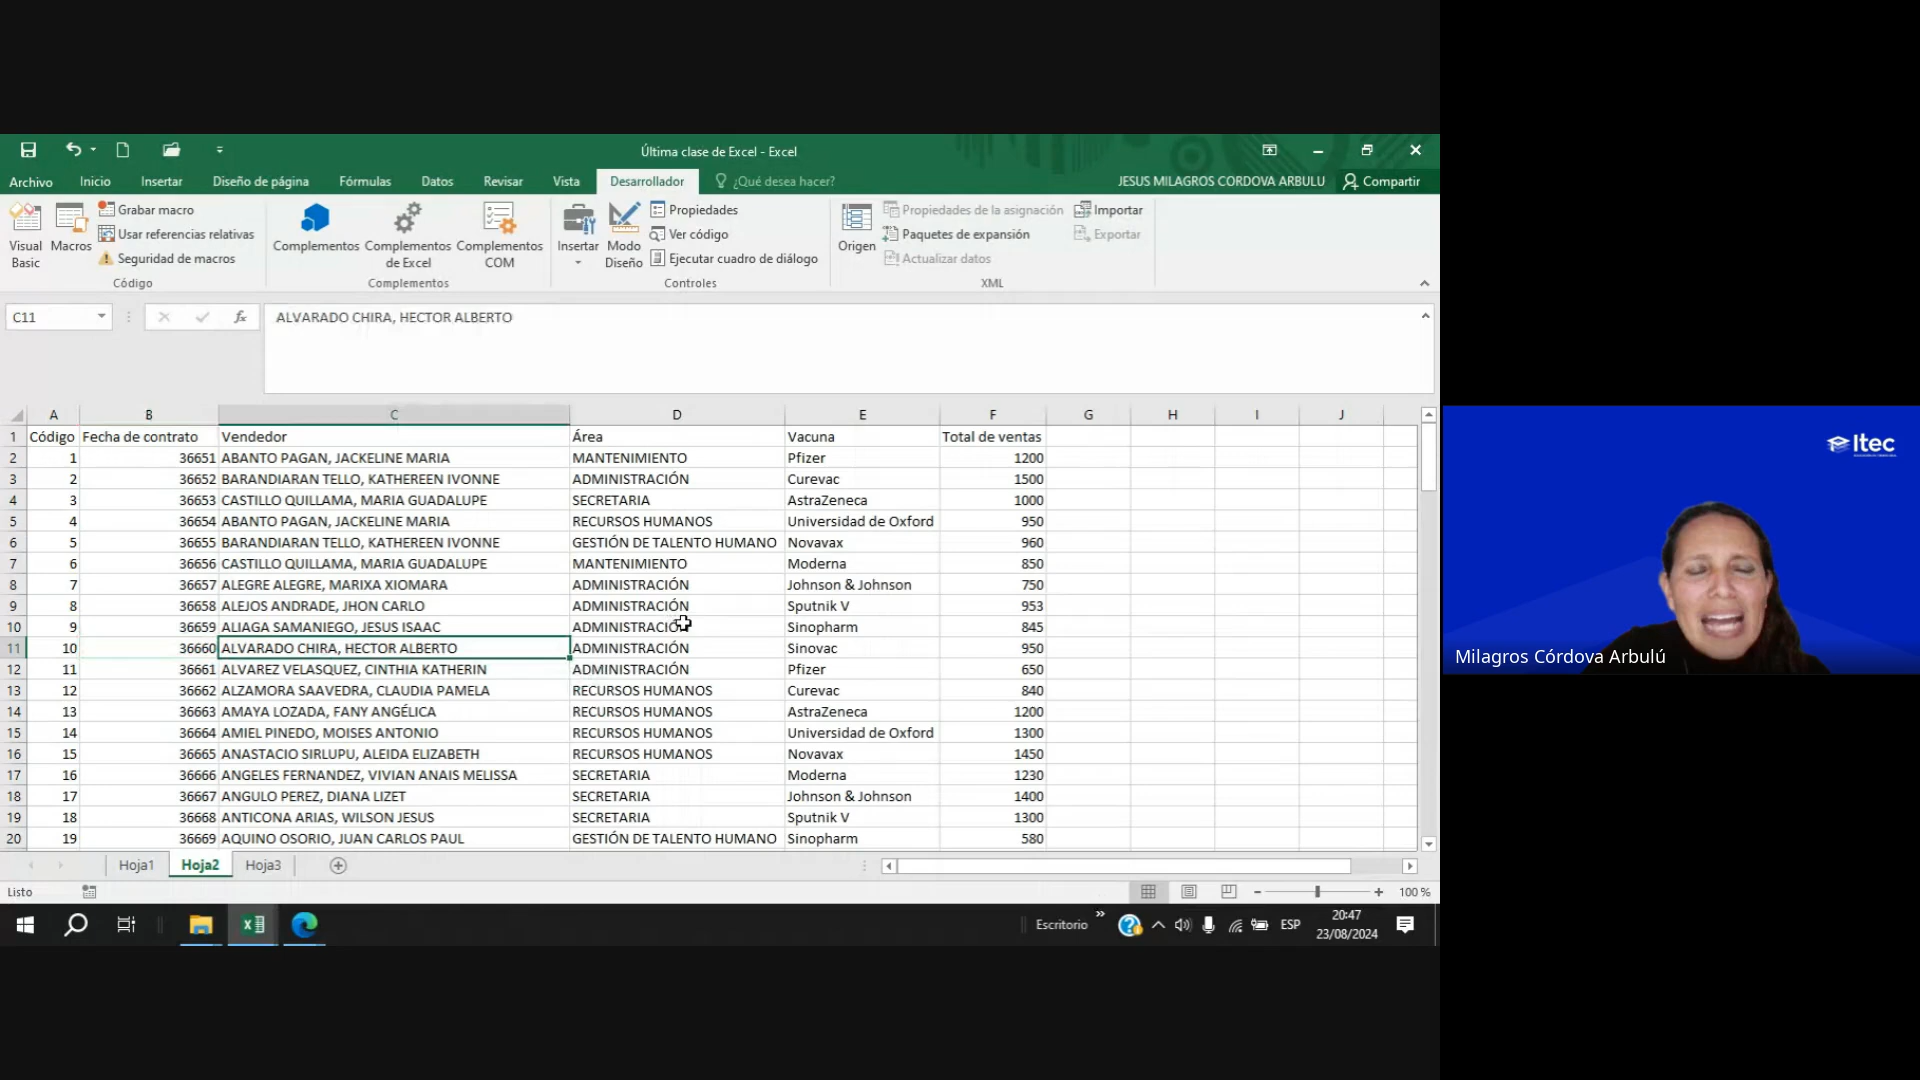 Última clase de Excel - Excel
Archivo Inicio Insertar Diseño de página Fórmulas Datos Revisar Vista Desarrollador ¿Qué desea hacer? JESUS MILAGROS CORDOVA ARBULU Compartir
Visual Basic
Macros
Grabar macro
Usar referencias relativas
Seguridad de macros
Código
Complementos
Complementos de Excel
Complementos COM
Complementos
Insertar
Modo Diseño
Propiedades
Ver código
Ejecutar cuadro de diálogo
Controles
Origen
Propiedades de la asignación
Paquetes de expansión
Actualizar datos
Importar
Exportar
XML
C11 fx ALVARADO CHIRA, HECTOR ALBERTO
A B C D E F G H I J
1 Código Fecha de contrato Vendedor Área Vacuna Total de ventas
2 1 36651 ABANTO PAGAN, JACKELINE MARIA MANTENIMIENTO Pfizer 1200
3 2 36652 BARANDIARAN TELLO, KATHEREEN IVONNE ADMINISTRACIÓN Curevac 1500
4 3 36653 CASTILLO QUILLAMA, MARIA GUADALUPE SECRETARIA AstraZeneca 1000
5 4 36654 ABANTO PAGAN, JACKELINE MARIA RECURSOS HUMANOS Universidad de Oxford 950
6 5 36655 BARANDIARAN TELLO, KATHEREEN IVONNE GESTIÓN DE TALENTO HUMANO Novavax 960
7 6 36656 CASTILLO QUILLAMA, MARIA GUADALUPE MANTENIMIENTO Moderna 850
8 7 36657 ALEGRE ALEGRE, MARIXA XIOMARA ADMINISTRACIÓN Johnson & Johnson 750
9 8 36658 ALEJOS ANDRADE, JHON CARLO ADMINISTRACIÓN Sputnik V 953
10 9 36659 ALIAGA SAMANIEGO, JESUS ISAAC ADMINISTRACIÓN Sinopharm 845
11 10 36660 ALVARADO CHIRA, HECTOR ALBERTO ADMINISTRACIÓN Sinovac 950
12 11 36661 ALVAREZ VELASQUEZ, CINTHIA KATHERIN ADMINISTRACIÓN Pfizer 650
13 12 36662 ALZAMORA SAAVEDRA, CLAUDIA PAMELA RECURSOS HUMANOS Curevac 840
14 13 36663 AMAYA LOZADA, FANY ANGÉLICA RECURSOS HUMANOS AstraZeneca 1200
15 14 36664 AMIEL PINEDO, MOISES ANTONIO RECURSOS HUMANOS Universidad de Oxford 1300
16 15 36665 ANASTACIO SIRLUPU, ALEIDA ELIZABETH RECURSOS HUMANOS Novavax 1450
17 16 36666 ANGELES FERNANDEZ, VIVIAN ANAIS MELISSA SECRETARIA Moderna 1230
18 17 36667 ANGULO PEREZ, DIANA LIZET SECRETARIA Johnson & Johnson 1400
19 18 36668 ANTICONA ARIAS, WILSON JESUS SECRETARIA Sputnik V 1300
20 19 36669 AQUINO OSORIO, JUAN CARLOS PAUL GESTIÓN DE TALENTO HUMANO Sinopharm 580
Hoja1 Hoja2 Hoja3
Listo 100 %
Escritorio ESP 20:47
23/08/2024
Itec
Milagros Córdova Arbulú